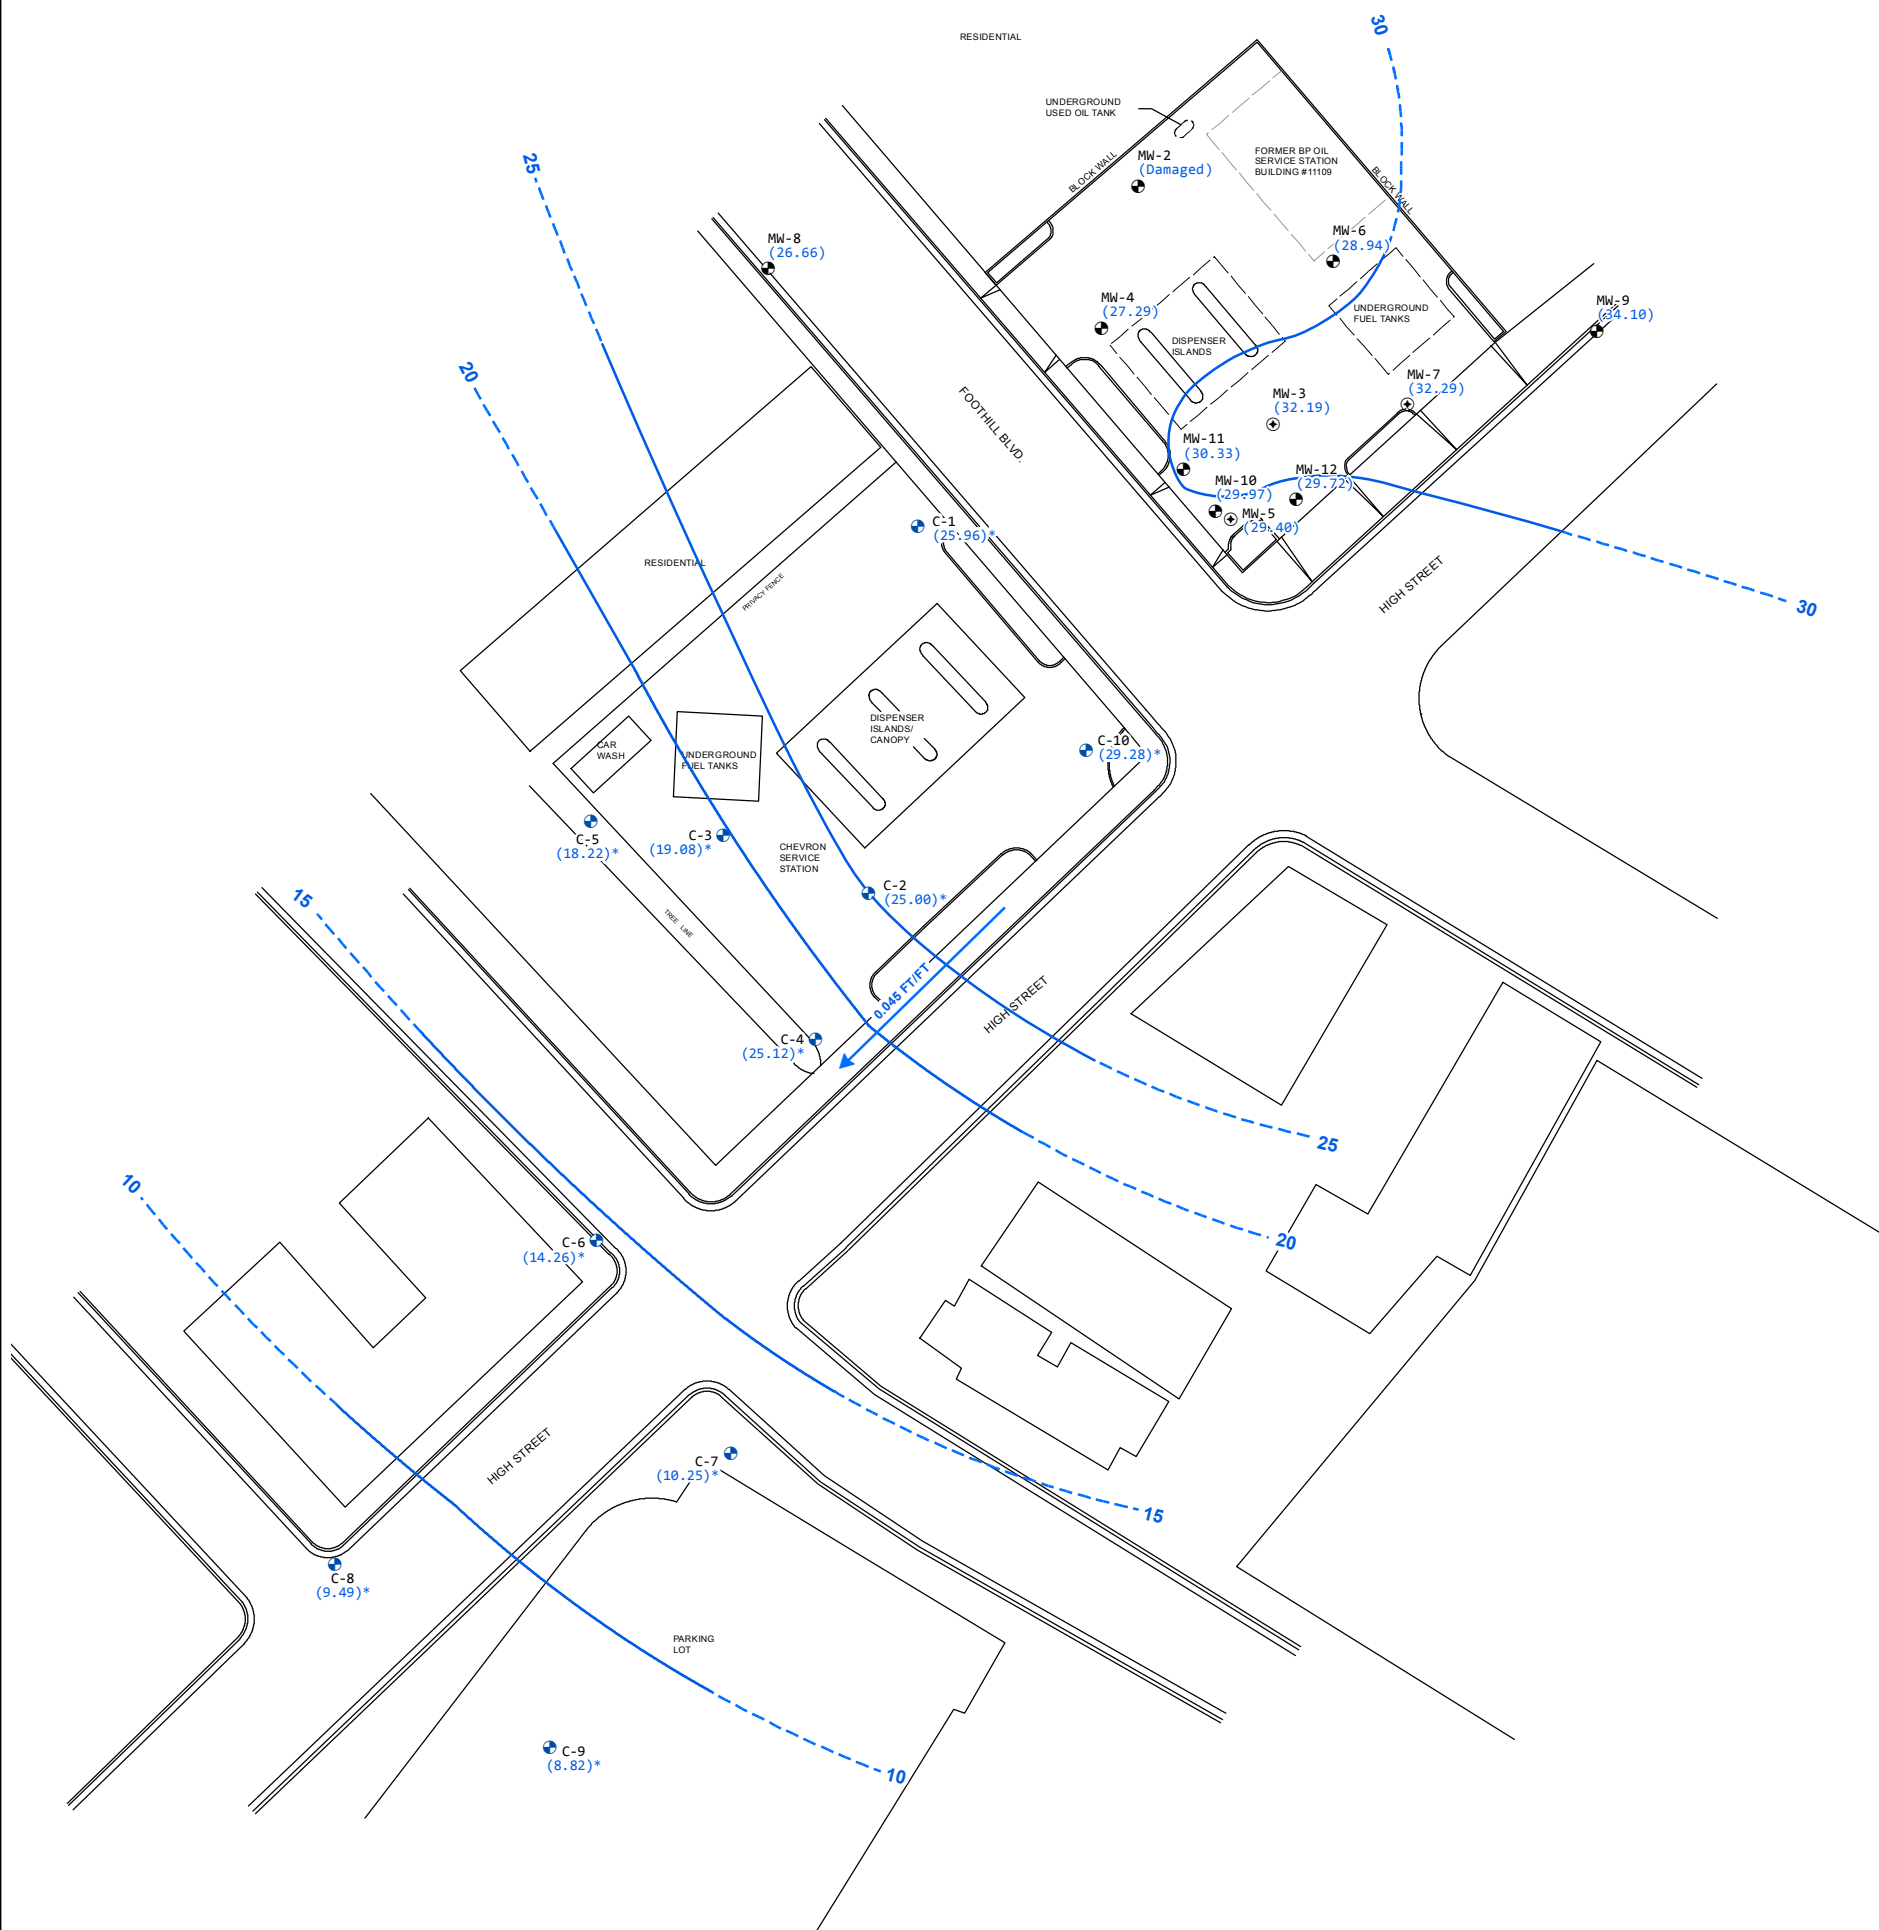 30
RESIDENTIAL
UNDERGROUND
USED OIL TANK
BLOCK WALL
MW-2
(Damaged)
FORMER BP OIL
SERVICE STATION
BUILDING #11109
BLOCK WALL
25
MW-8
(26.66)
MW-6
(28.94)
MW-4
(27.29)
UNDERGROUND
FUEL TANKS
MW-9
(34.10)
DISPENSER
ISLANDS
20
FOOTHILL BLVD.
MW-3
(32.19)
MW-7
(32.29)
MW-11
(30.33)
MW-10
(29.97)
MW-12
(29.72)
MW-5
(29.40)
C-1
(25.96)*
RESIDENTIAL
PRIVACY FENCE
HIGH STREET
30
DISPENSER
ISLANDS/
CANOPY
CAR
WASH
UNDERGROUND
FUEL TANKS
C-10
(29.28)*
C-5
(18.22)*
C-3
(19.08)*
CHEVRON
SERVICE
STATION
C-2
(25.00)*
15
TREE LINE
0.045 FT/FT
HIGH STREET
C-4
(25.12)*
25
10
20
C-6
(14.26)*
HIGH STREET
C-7
(10.25)*
15
C-8
(9.49)*
PARKING
LOT
C-9
(8.82)*
10